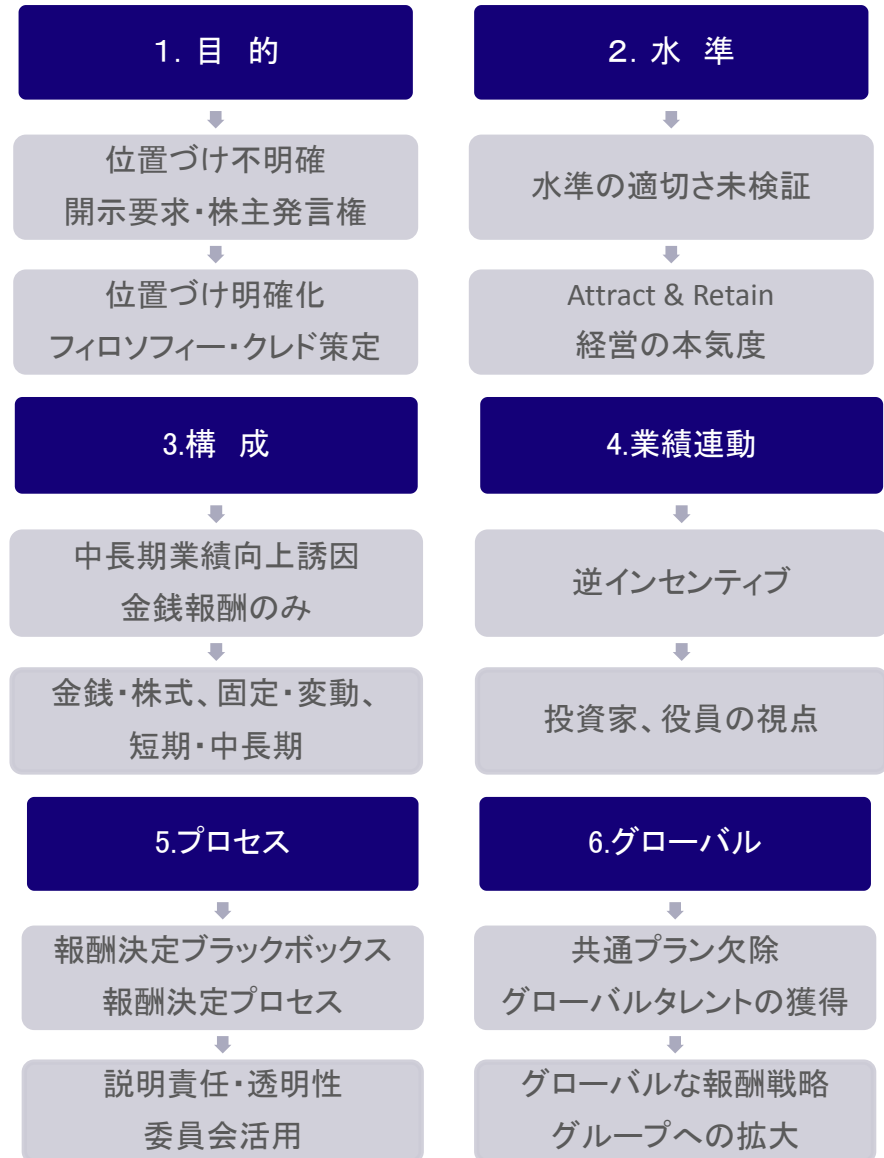 １．目　的
位置づけ不明確
開示要求・株主発言権
位置づけ明確化
フィロソフィー・クレド策定
２．水　準
水準の適切さ未検証
Attract & Retain
経営の本気度
3.構　成
中長期業績向上誘因
金銭報酬のみ
金銭・株式、固定・変動、
短期・中長期
4.業績連動
逆インセンティブ
投資家、役員の視点
5.プロセス
報酬決定ブラックボックス
報酬決定プロセス
説明責任・透明性
委員会活用
6.グローバル
共通プラン欠除
グローバルタレントの獲得
グローバルな報酬戦略
グループへの拡大